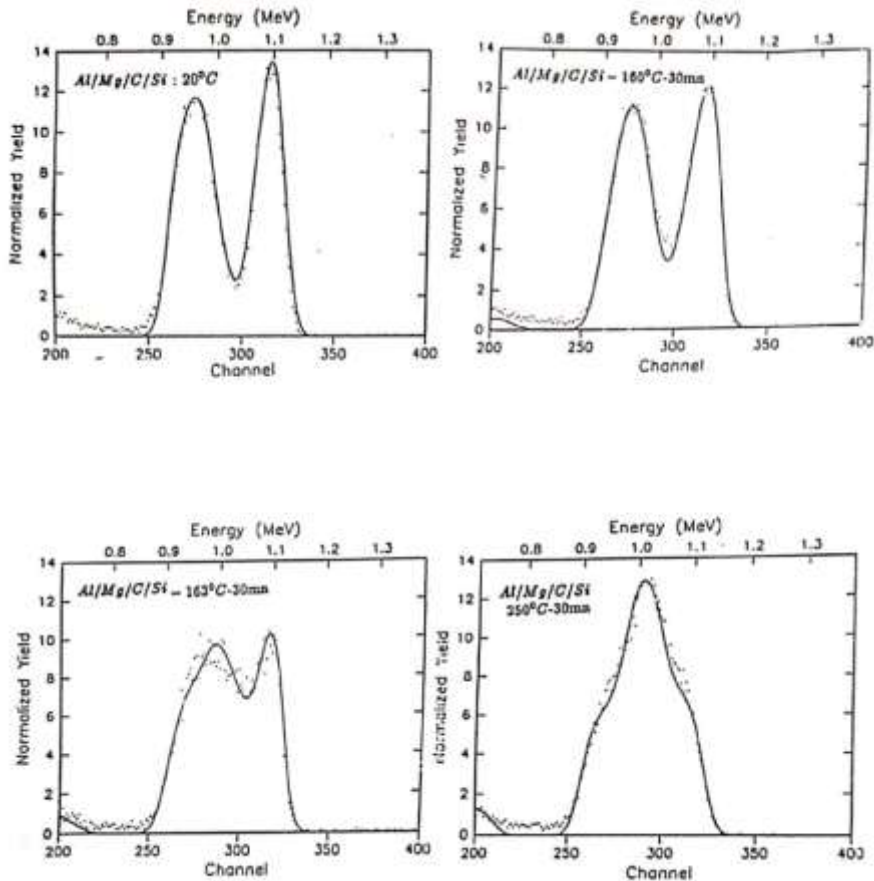 Energy (MeV)
0.8 0.9 1.0 1.1 1.2 1.3
14
12
10
8
6
4
2
0
Normalized Yield
Al/Mg/C/Si : 20°C
200 250 300 350 400
Channel
Energy (MeV)
0.8 0.9 1.0 1.1 1.2 1.3
14
12
10
8
6
4
2
0
Normalized Yield
Al/Mg/C/Si – 160°C-30mn
200 250 300 350 400
Channel
Energy (MeV)
0.8 0.9 1.0 1.1 1.2 1.3
14
12
10
8
6
4
2
0
Normalized Yield
Al/Mg/C/Si – 163°C-30mn
200 250 300 350 400
Channel
Energy (MeV)
0.8 0.9 1.0 1.1 1.2 1.3
14
12
10
8
6
4
2
0
Normalized Yield
Al/Mg/C/Si
250°C-30mn
200 250 300 350 400
Channel